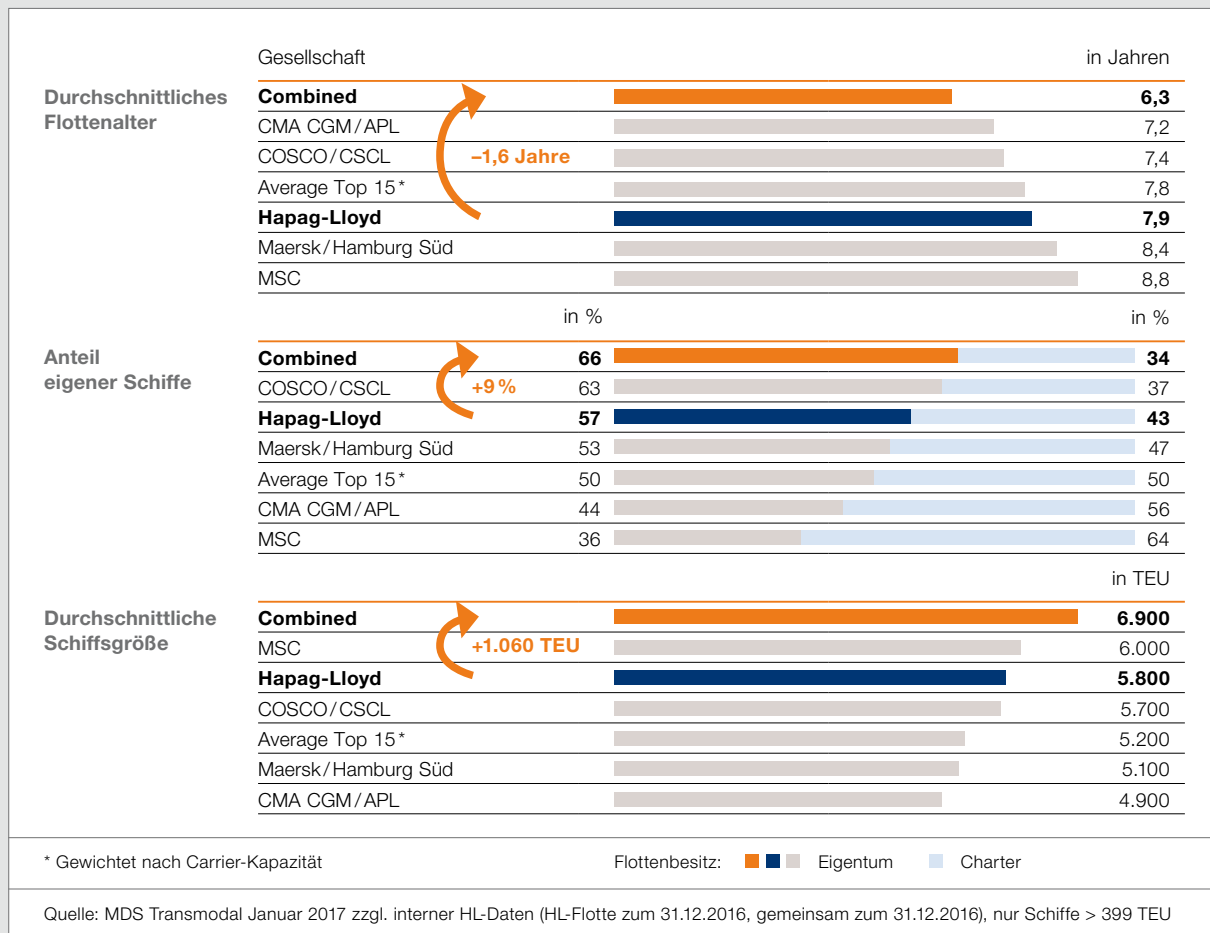 Gesellschaft in Jahren
Durchschnittliches
Flottenalter
Combined 6,3
CMA CGM/APL 7,2
COSCO/CSCL 7,4
Average Top 15* 7,8
Hapag-Lloyd 7,9
Maersk/Hamburg Süd 8,4
MSC 8,8
–1,6 Jahre
in % in %
Anteil
eigener Schiffe
Combined 66 34
COSCO/CSCL 63 37
Hapag-Lloyd 57 43
Maersk/Hamburg Süd 53 47
Average Top 15* 50 50
CMA CGM/APL 44 56
MSC 36 64
+9 %
in TEU
Durchschnittliche
Schiffsgröße
Combined 6.900
MSC 6.000
Hapag-Lloyd 5.800
COSCO/CSCL 5.700
Average Top 15* 5.200
Maersk/Hamburg Süd 5.100
CMA CGM/APL 4.900
+1.060 TEU
* Gewichtet nach Carrier-Kapazität Flottenbesitz: Eigentum Charter
Quelle: MDS Transmodal Januar 2017 zzgl. interner HL-Daten (HL-Flotte zum 31.12.2016, gemeinsam zum 31.12.2016), nur Schiffe > 399 TEU